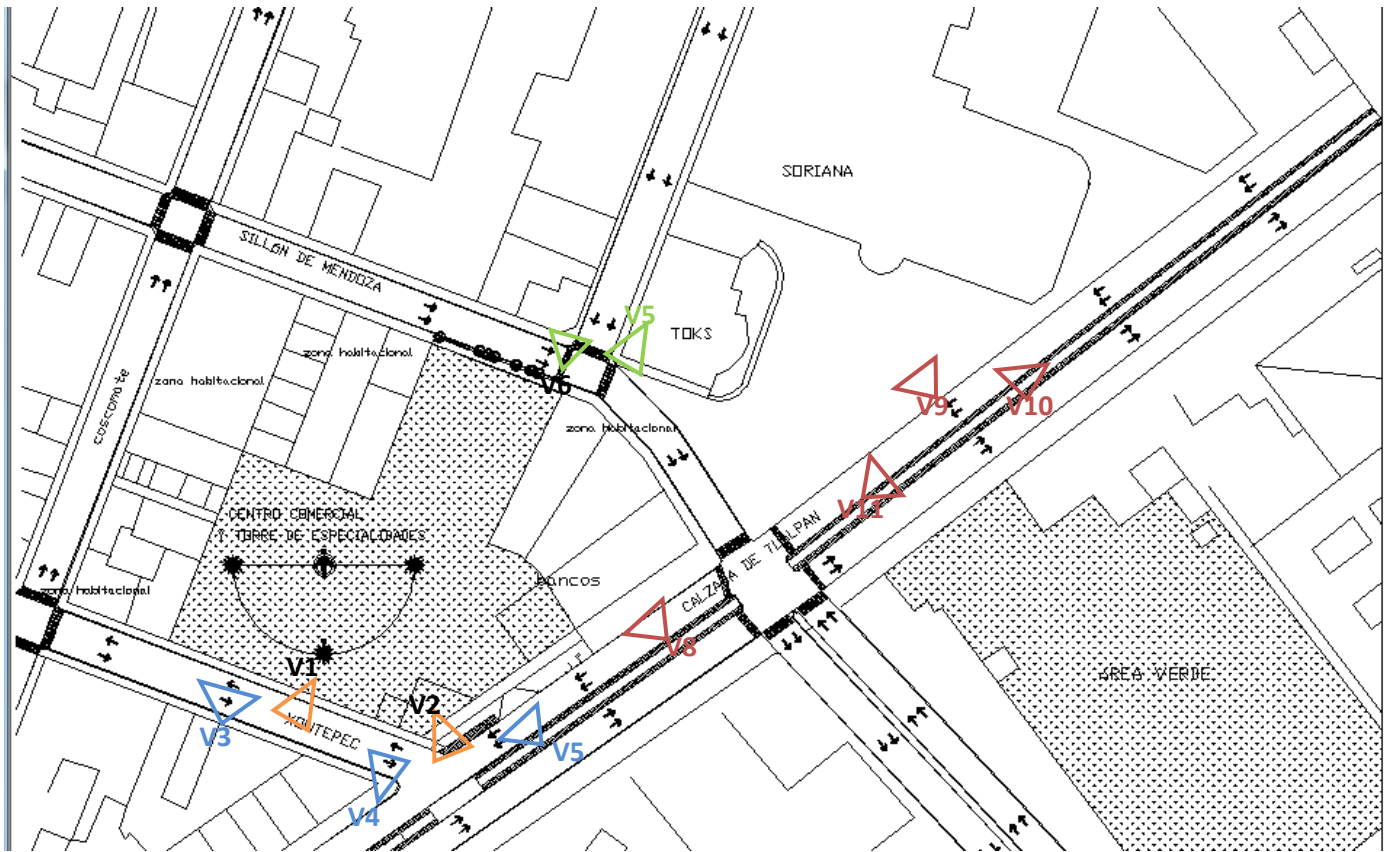 SORIANA
SILLON DE MENDOZA
V5
TOKS
zona habitacional
zona habitacional
V6
V9
V10
coscomate
zona habitacional
CENTRO COMERCIAL
Y TORRE DE ESPECIALIDADES
V11
CALZADA DE TLALPAN
bancos
zona habitacional
V8
V1
AREA VERDE
V2
V3
XONTEPEC
V5
V4